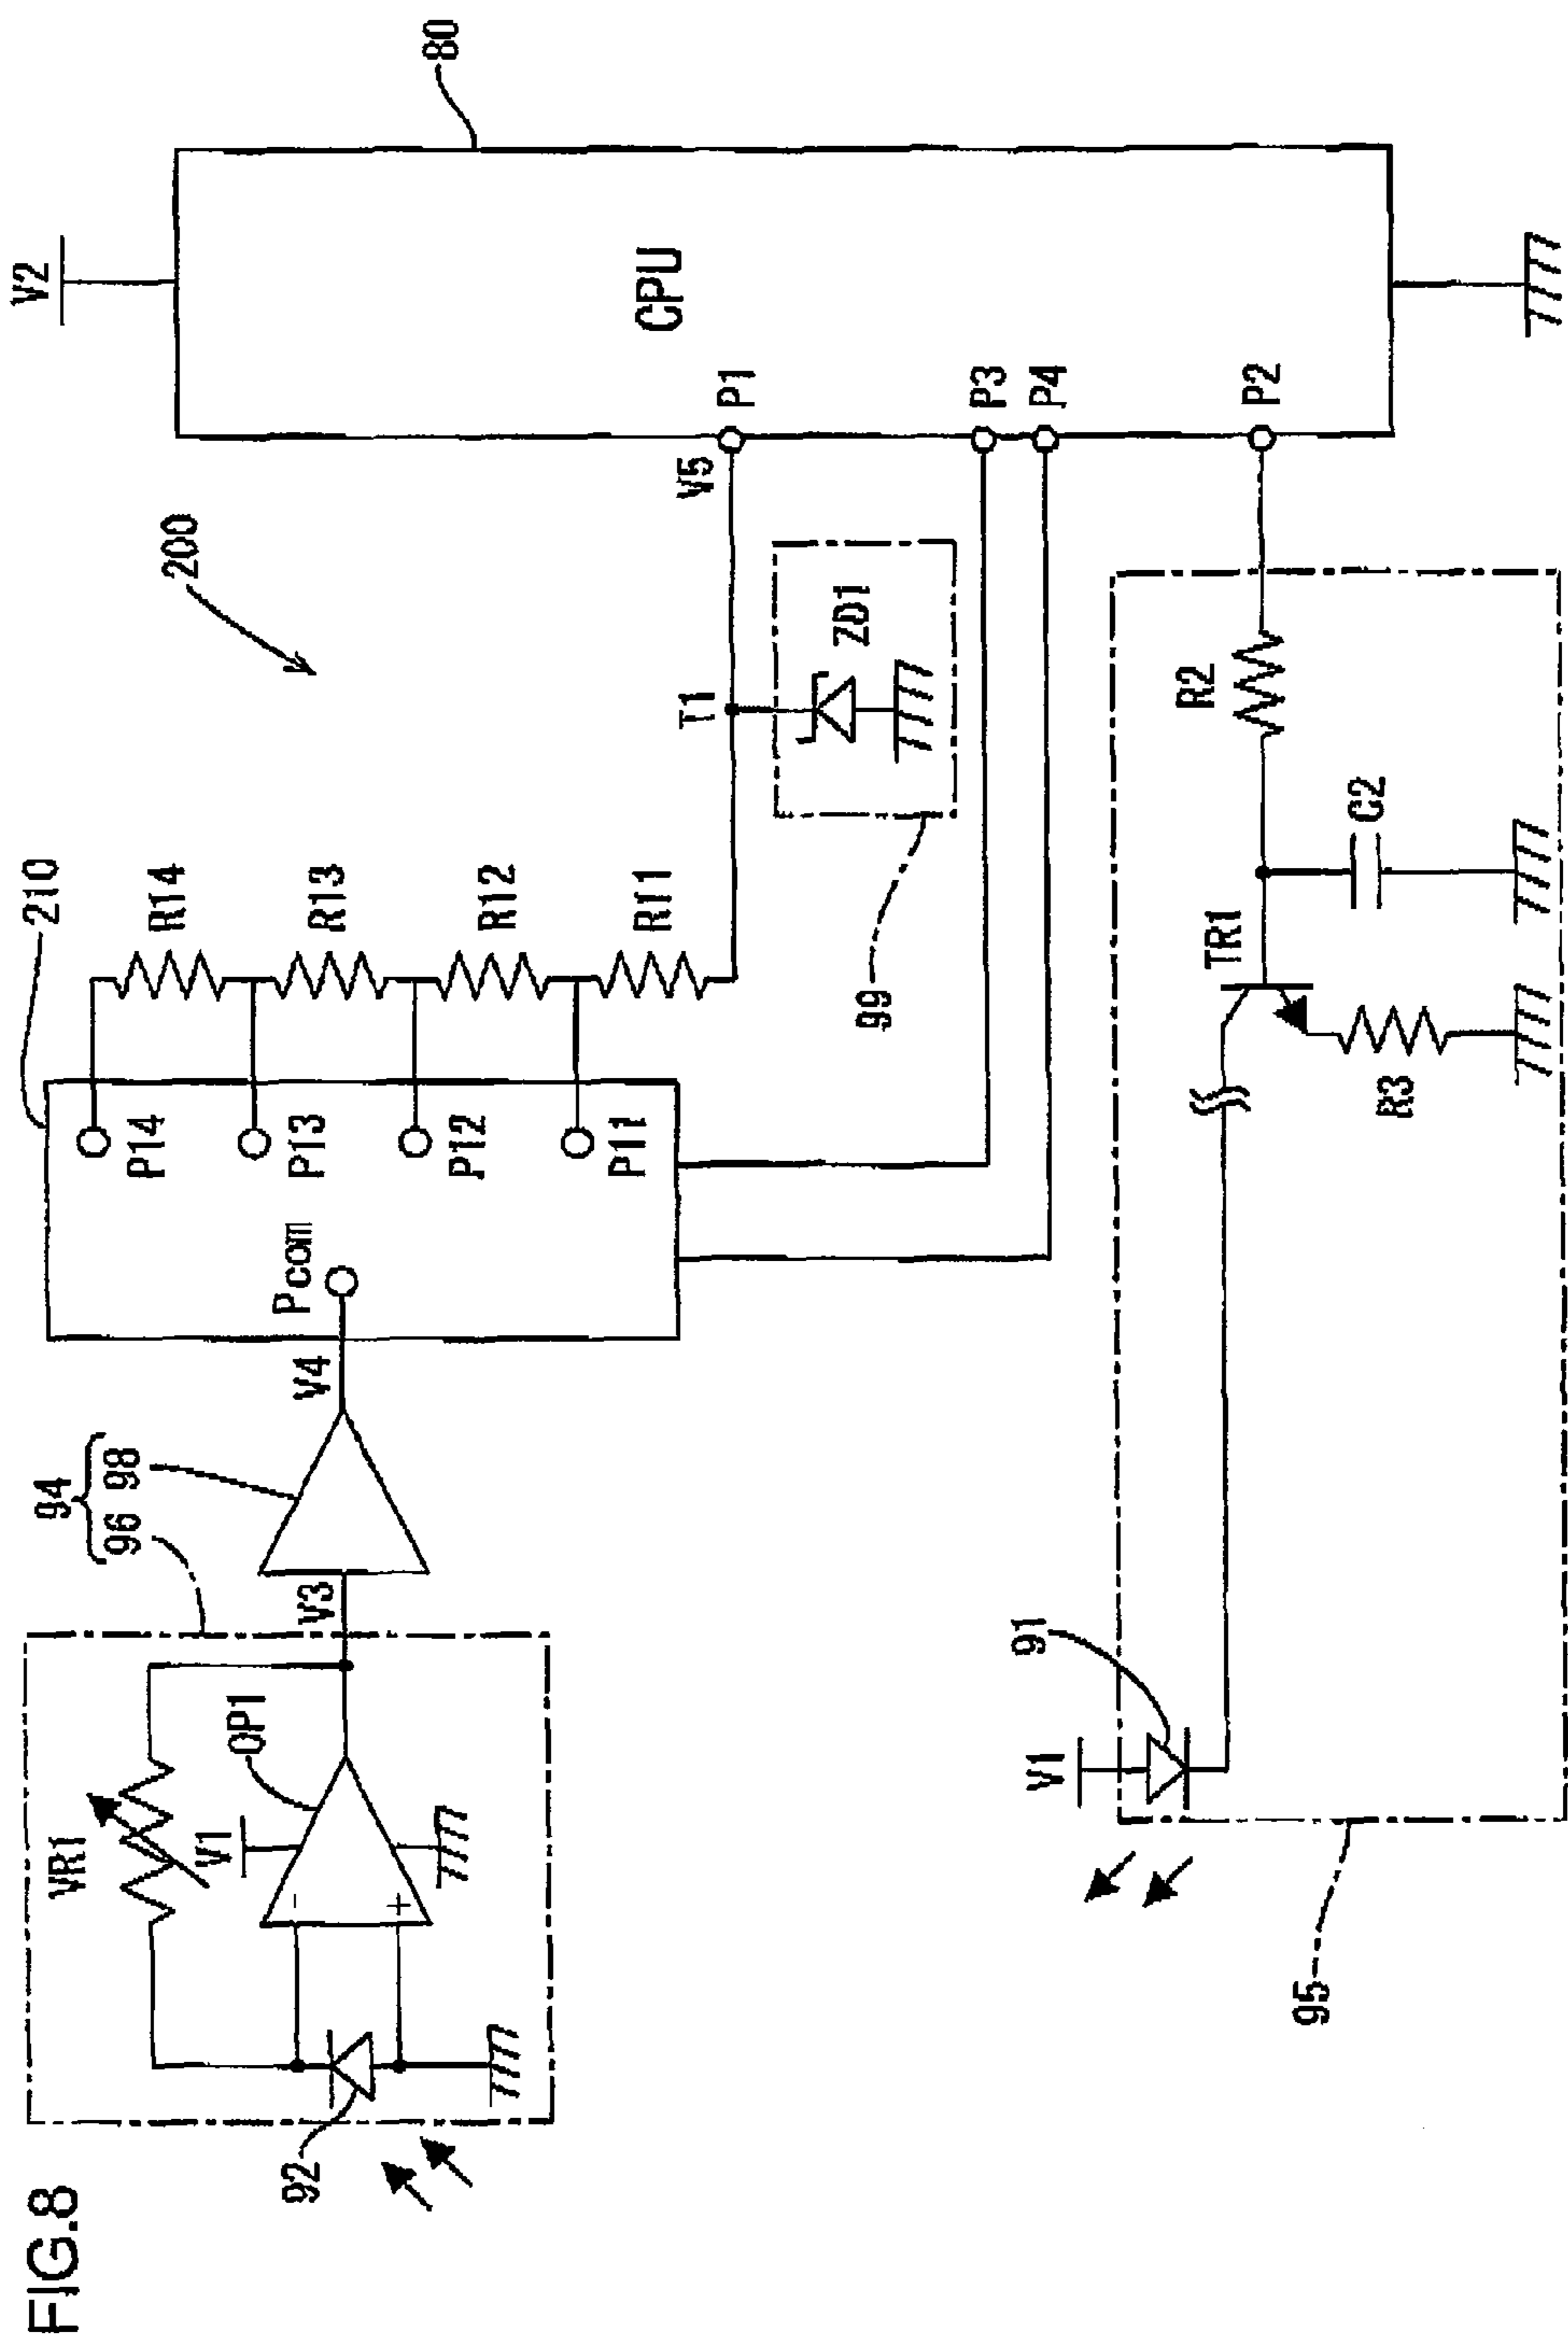 FIG.8
VR1
V1
OP1
-
+
92
94
96 98
V3
V4
210
Pcom
P14
P13
P12
P11
R14
R13
R12
R11
200
T1
V5
ZD1
99
V2
80
CPU
P1
P3
P4
P2
V1
91
95
TR1
R2
C2
R3